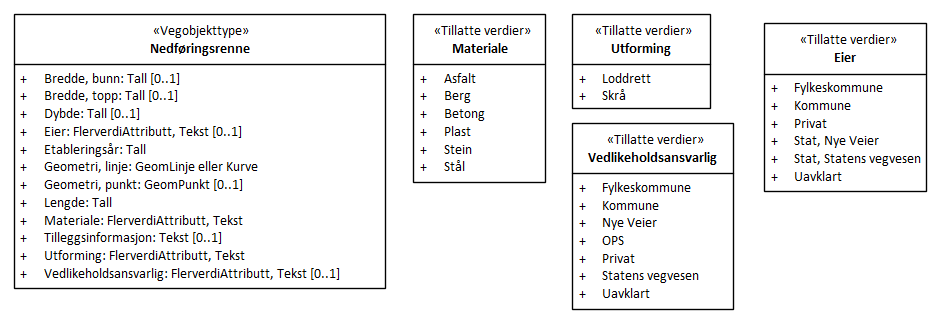 «Vegobjekttype»
Nedføringsrenne
+ Bredde, bunn: Tall [0..1]
+ Bredde, topp: Tall [0..1]
+ Dybde: Tall [0..1]
+ Eier: FlerverdiAttributt, Tekst [0..1]
+ Etableringsår: Tall
+ Geometri, linje: GeomLinje eller Kurve
+ Geometri, punkt: GeomPunkt [0..1]
+ Lengde: Tall
+ Materiale: FlerverdiAttributt, Tekst
+ Tilleggsinformasjon: Tekst [0..1]
+ Utforming: FlerverdiAttributt, Tekst
+ Vedlikeholdsansvarlig: FlerverdiAttributt, Tekst [0..1]
«Tillatte verdier»
Materiale
+ Asfalt
+ Berg
+ Betong
+ Plast
+ Stein
+ Stål
«Tillatte verdier»
Utforming
+ Loddrett
+ Skrå
«Tillatte verdier»
Vedlikeholdsansvarlig
+ Fylkeskommune
+ Kommune
+ Nye Veier
+ OPS
+ Privat
+ Statens vegvesen
+ Uavklart
«Tillatte verdier»
Eier
+ Fylkeskommune
+ Kommune
+ Privat
+ Stat, Nye Veier
+ Stat, Statens vegvesen
+ Uavklart